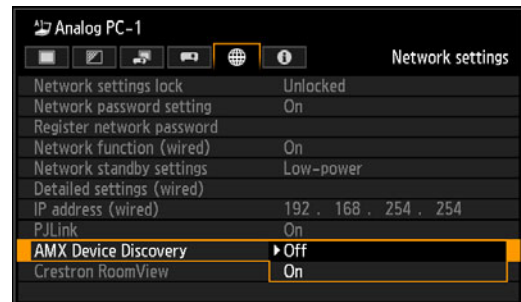 Analog PC-1
Network settings
Network settings lock Unlocked
Network password setting On
Register network password
Network function (wired) On
Network standby settings Low-power
Detailed settings (wired)
IP address (wired) 192 . 168 . 254 . 254
PJLink On
AMX Device Discovery Off
Crestron RoomView On